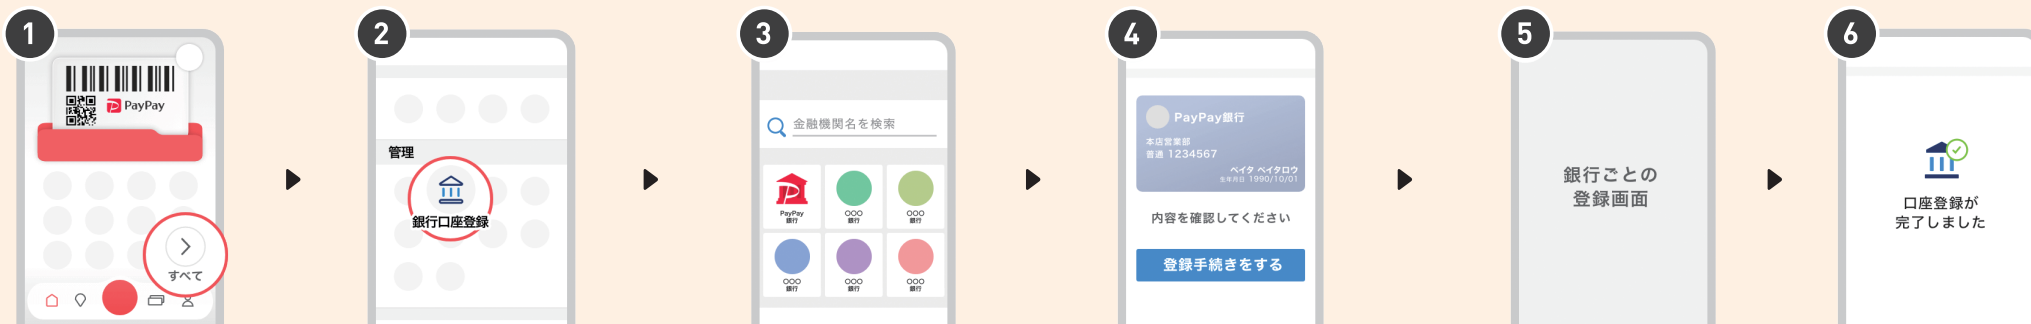 1
PayPay
すべて
2
管理
銀行口座登録
3
金融機関名を検索
PayPay
銀行
○○○
銀行
○○○
銀行
○○○
銀行
○○○
銀行
○○○
銀行
4
PayPay銀行
本店営業部
普通 1234567
ペイタ ペイタロウ
生年月日 1990/10/01
内容を確認してください
登録手続きをする
5
銀行ごとの
登録画面
6
口座登録が
完了しました